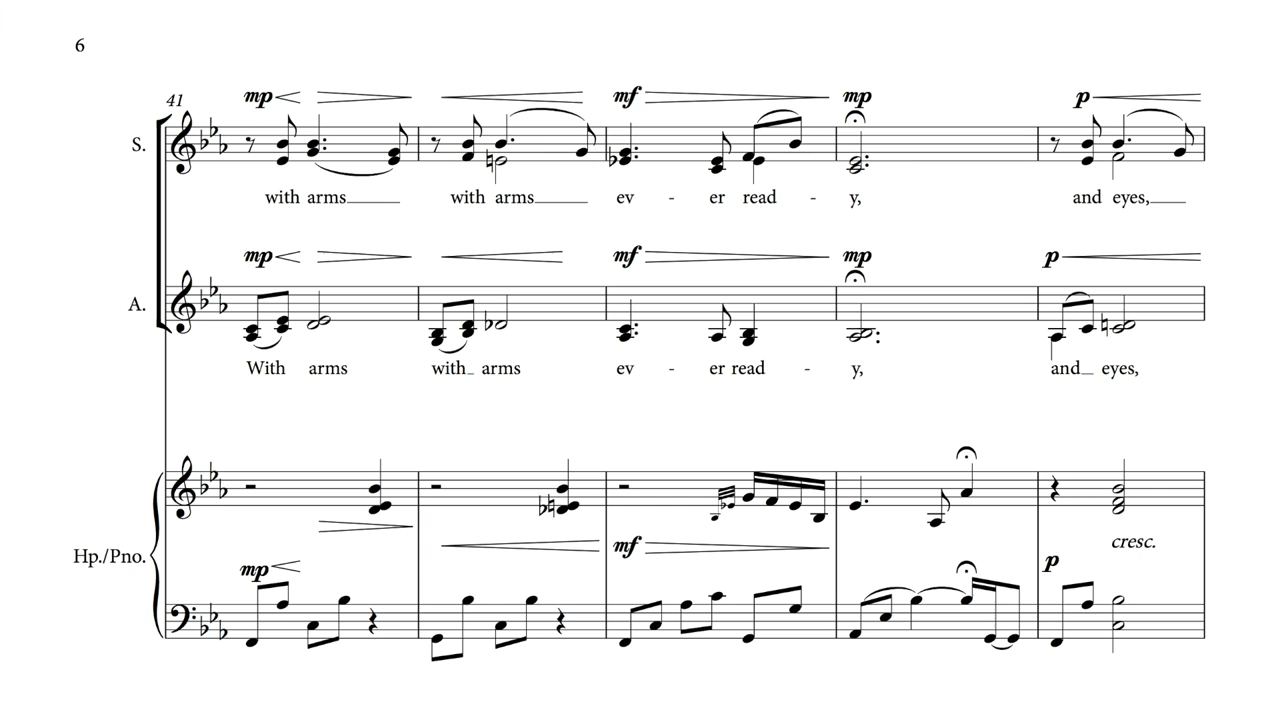 6
41
mp mf mp p
S.
with arms with arms ev - er read - y, and eyes,
mp mf mp p
A.
With arms with arms ev - er read - y, and eyes,
Hp./Pno.
mf cresc.
mp p